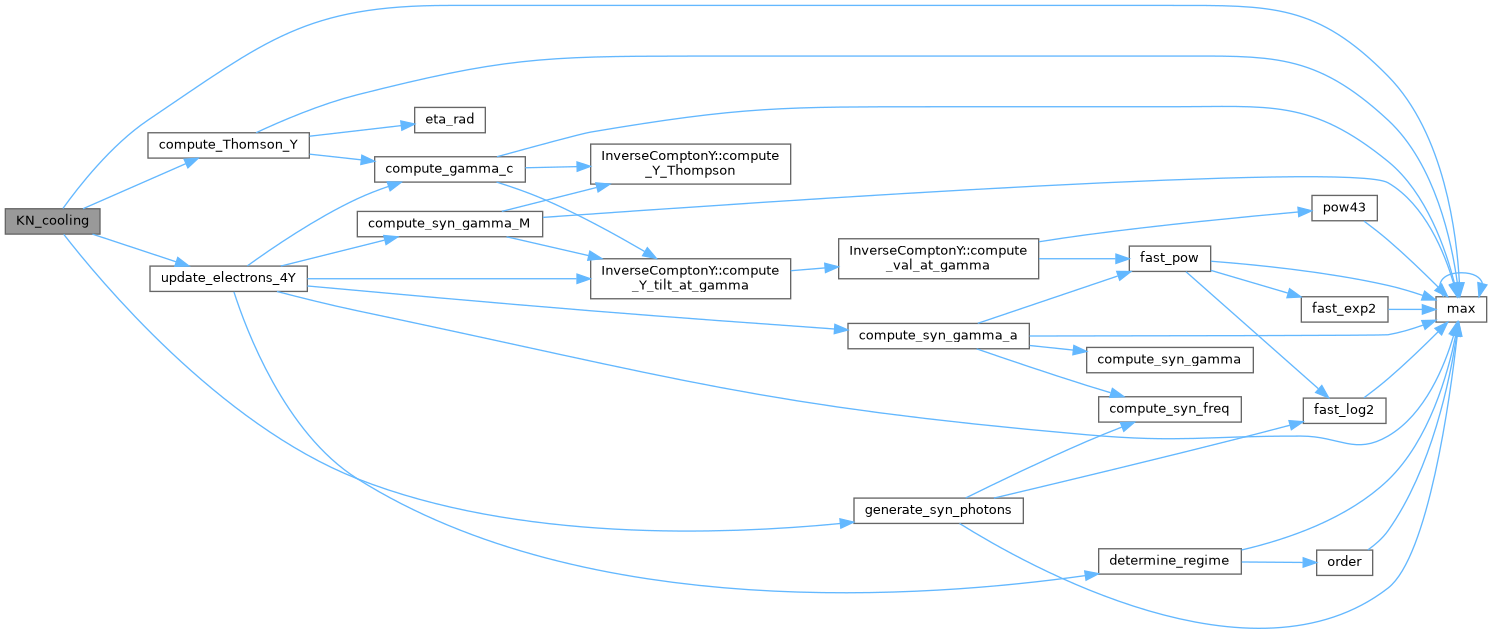 KN_cooling
compute_Thomson_Y
update_electrons_4Y
eta_rad
compute_gamma_c
compute_syn_gamma_M
InverseComptonY::compute
_Y_Thompson
InverseComptonY::compute
_Y_tilt_at_gamma
InverseComptonY::compute
_val_at_gamma
compute_syn_gamma_a
generate_syn_photons
fast_pow
compute_syn_gamma
compute_syn_freq
determine_regime
pow43
fast_exp2
fast_log2
order
max